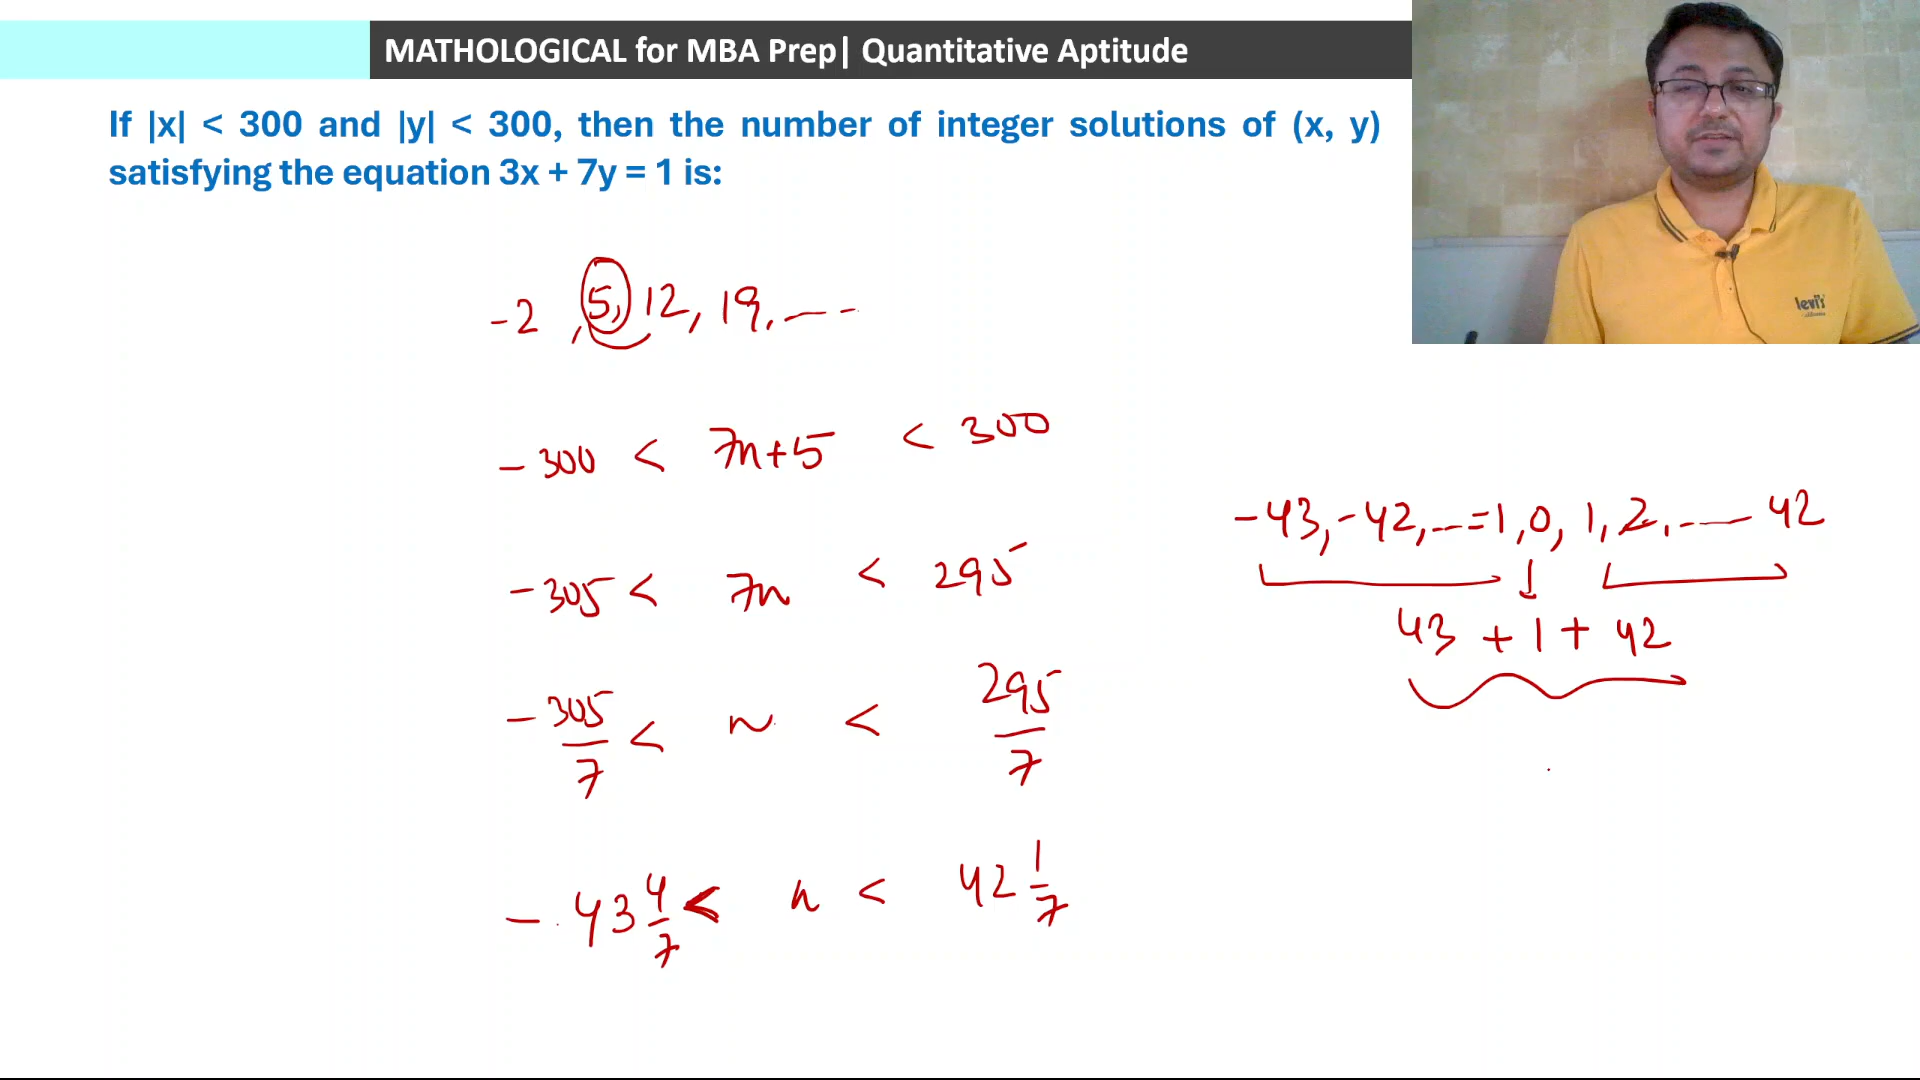 MATHOLOGICAL for MBA Prep| Quantitative Aptitude
If |x| < 300 and |y| < 300, then the number of integer solutions of (x, y)
satisfying the equation 3x + 7y = 1 is:
-2, 5, 12, 19, ----
-300 < 7n+5 < 300
-305 < 7n < 295
-305/7 < n < 295/7
-43 4/7 < n < 42 1/7
-43, -42, --- -1, 0, 1, 2, ---- 42
43 + 1 + 42
Levi's